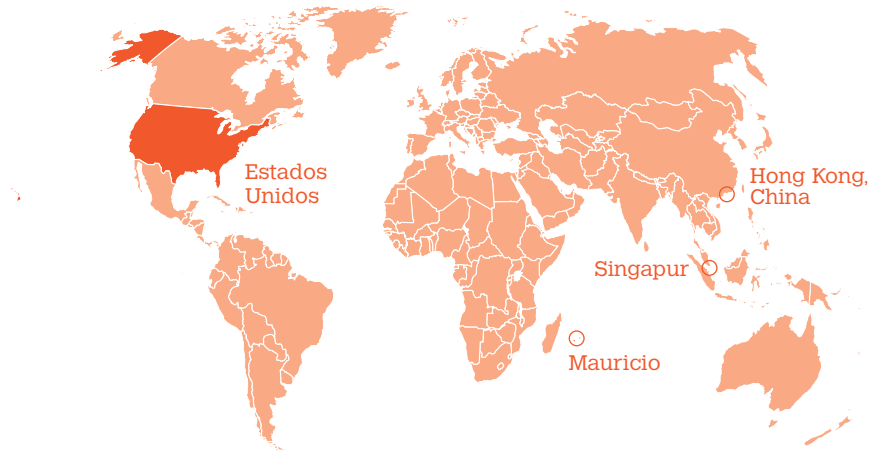 Estados
Unidos
Hong Kong,
China
Singapur
Mauricio